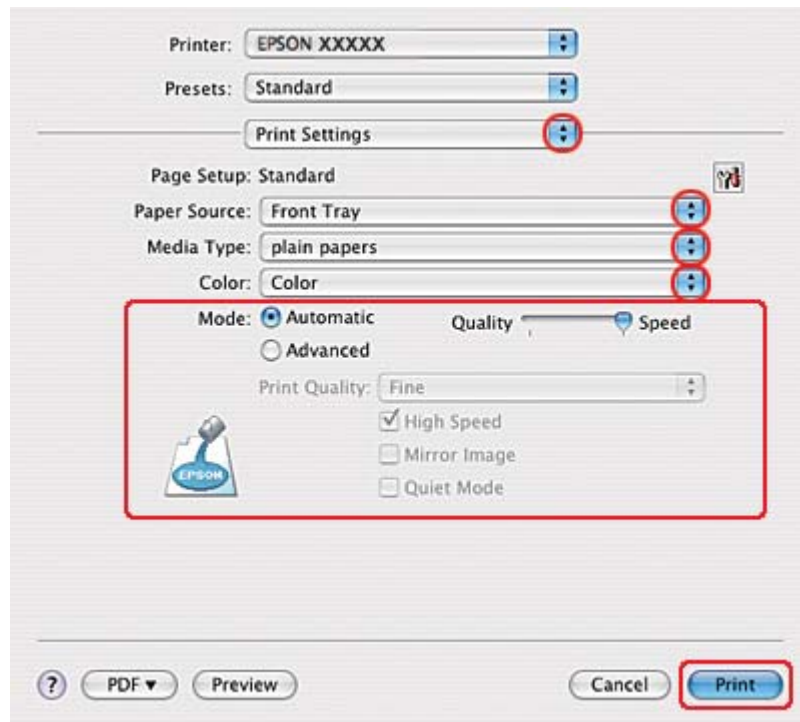 Printer: EPSON XXXXX
Presets: Standard
Print Settings
Page Setup: Standard
Paper Source: Front Tray
Media Type: plain papers
Color: Color
Mode: Automatic Quality Speed
Advanced
Print Quality: Fine
High Speed
Mirror Image
EPSON
Quiet Mode
? PDF Preview Cancel Print